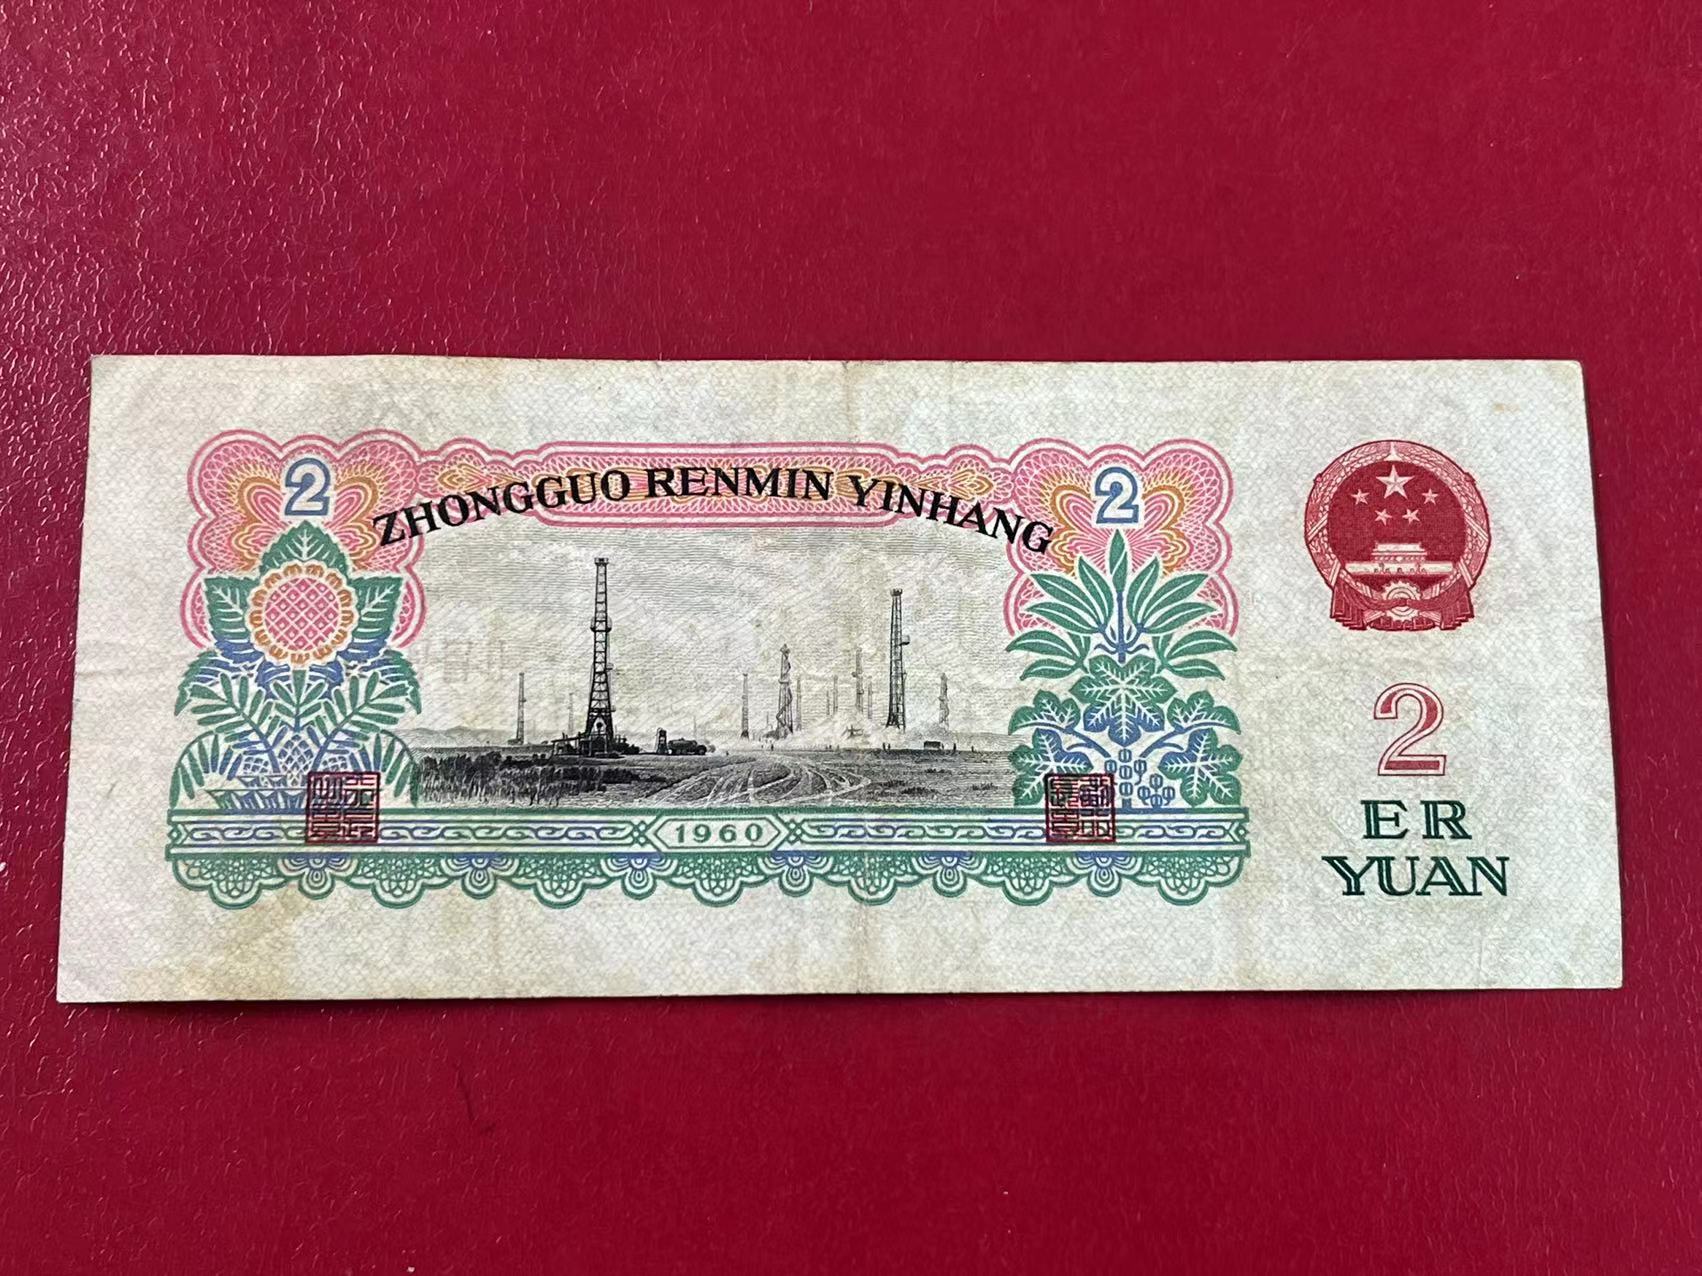 2
ZHONGGUO RENMIN YINHANG
2
1960
2
ER
YUAN